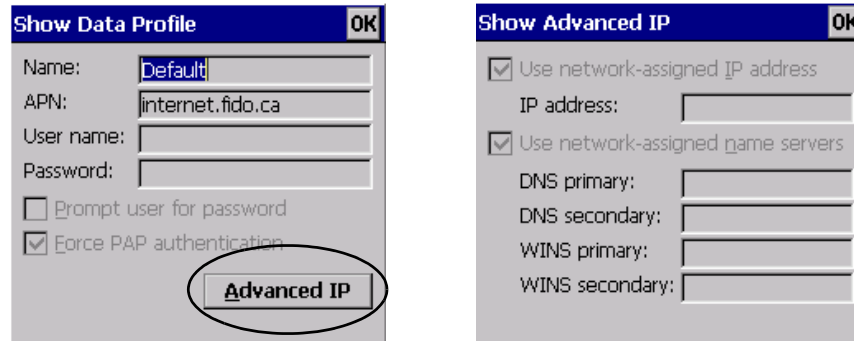 Show Data Profile OK
Name: Default
APN: internet.fido.ca
User name:
Password:
Prompt user for password
Force PAP authentication
Advanced IP
Show Advanced IP OK
Use network-assigned IP address
IP address:
Use network-assigned name servers
DNS primary:
DNS secondary:
WINS primary:
WINS secondary: